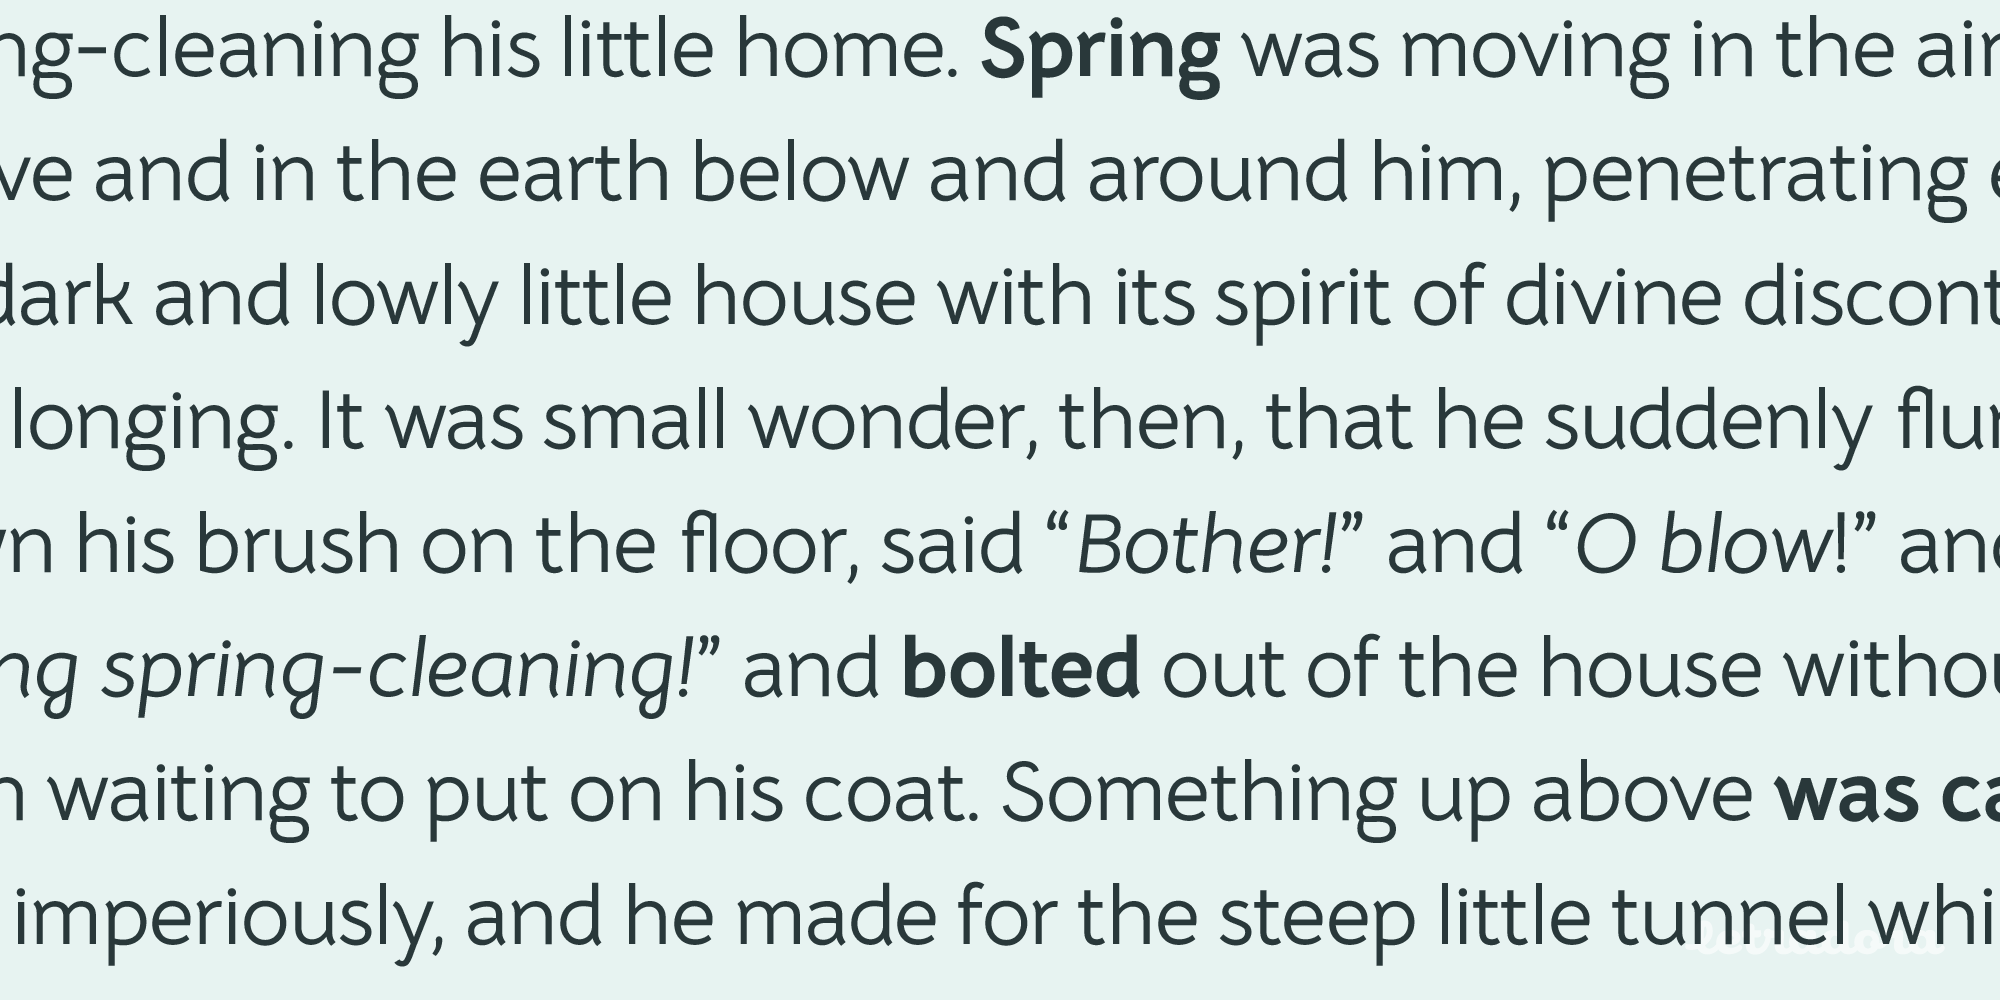 ng-cleaning his little home. Spring was moving in the air
ve and in the earth below and around him, penetrating e
dark and lowly little house with its spirit of divine discont
longing. It was small wonder, then, that he suddenly flun
wn his brush on the floor, said “Bother!” and “O blow!” and
ng spring-cleaning!” and bolted out of the house withou
n waiting to put on his coat. Something up above was ca
imperiously, and he made for the steep little tunnel whi